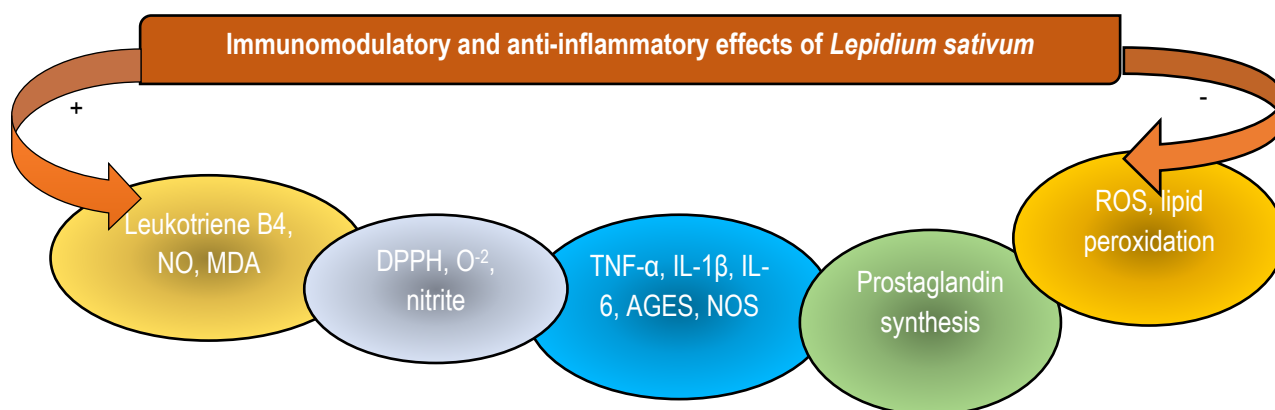 Immunomodulatory and anti-inflammatory effects of Lepidium sativum
+
-
Leukotriene B4,
NO, MDA
DPPH, O⁻²,
nitrite
TNF-α, IL-1β, IL-
6, AGES, NOS
Prostaglandin
synthesis
ROS, lipid
peroxidation